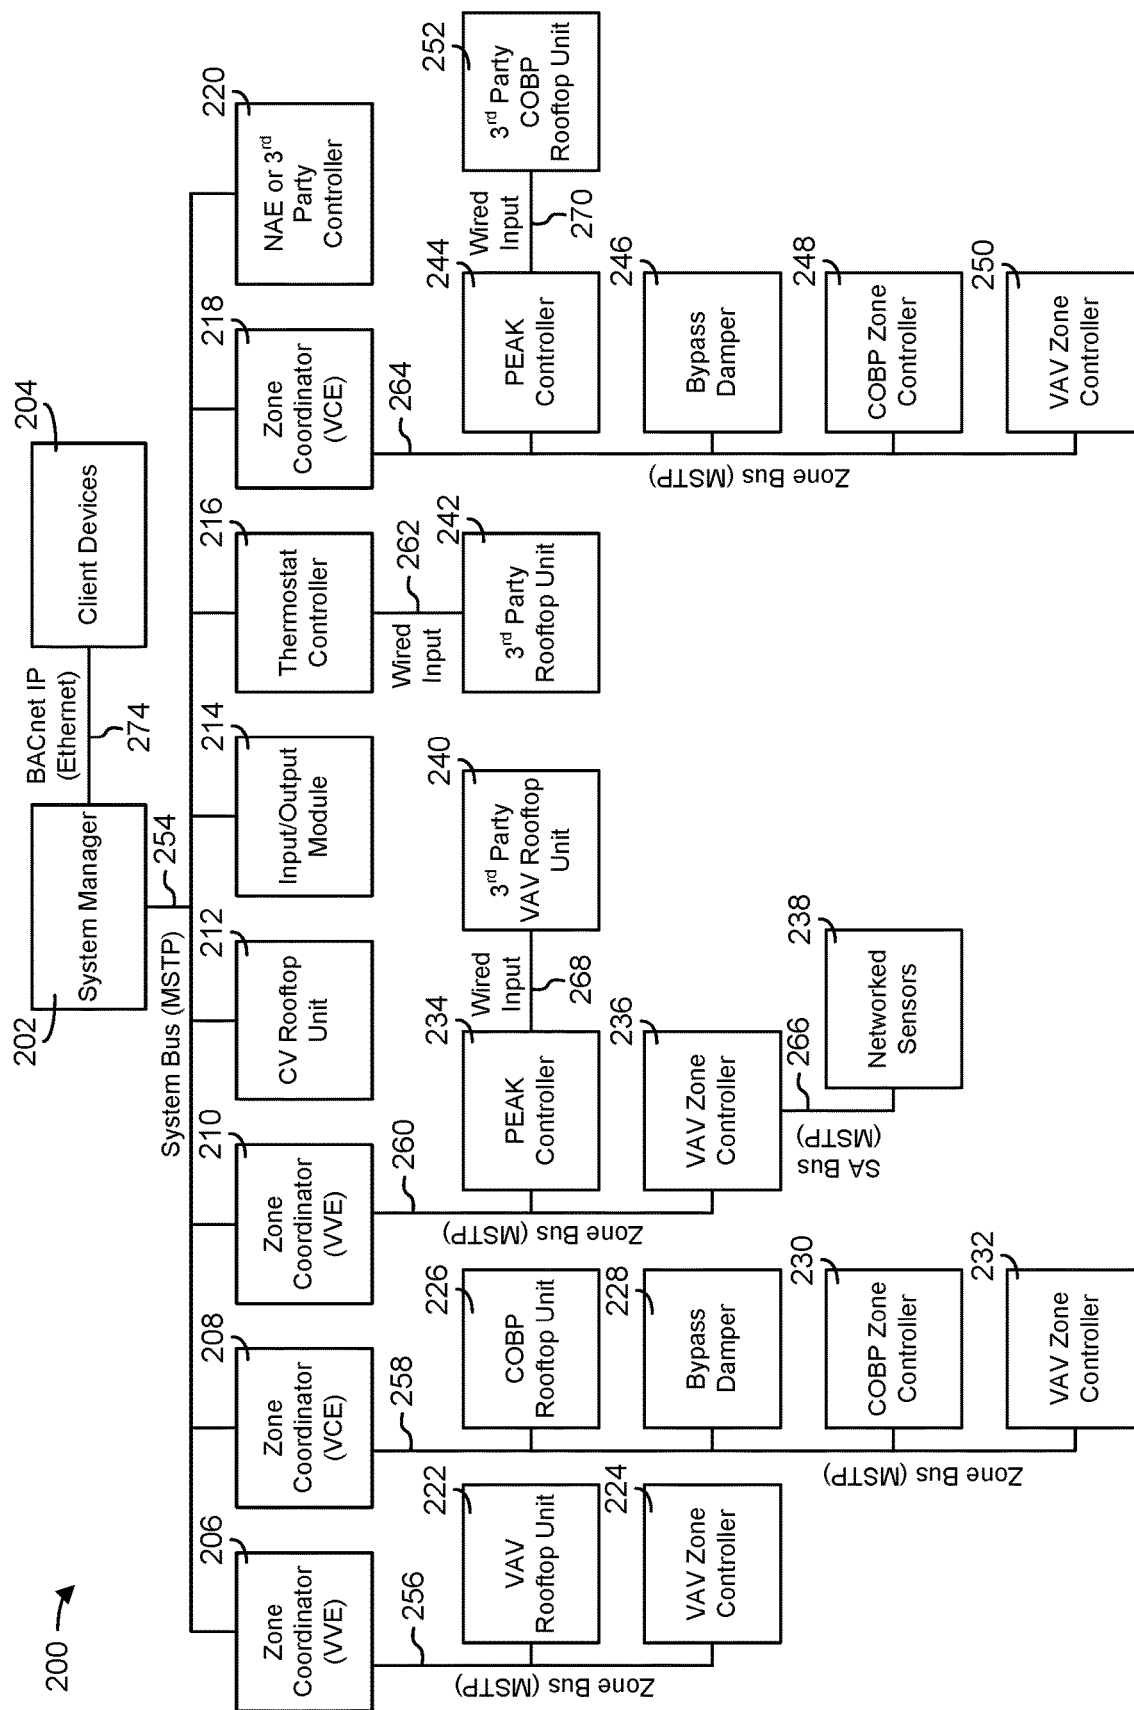 200
202
System Manager
BACnet IP
(Ethernet)
274
204
Client Devices
254
System Bus (MSTP)
206
Zone
Coordinator
(VVE)
208
Zone
Coordinator
(VCE)
210
Zone
Coordinator
(VVE)
212
CV Rooftop
Unit
214
Input/Output
Module
216
Thermostat
Controller
218
Zone
Coordinator
(VCE)
220
NAE or 3rd
Party
Controller
256
Zone Bus (MSTP)
222
VAV
Rooftop Unit
224
VAV Zone
Controller
258
Zone Bus (MSTP)
226
COBP
Rooftop Unit
228
Bypass
Damper
230
COBP Zone
Controller
232
VAV Zone
Controller
260
Zone Bus (MSTP)
234
PEAK
Controller
Wired
Input
268
240
3rd Party
VAV Rooftop
Unit
236
VAV Zone
Controller
266
SA Bus
(MSTP)
238
Networked
Sensors
Wired
Input
262
242
3rd Party
Rooftop Unit
264
Zone Bus (MSTP)
244
PEAK
Controller
Wired
Input
270
252
3rd Party
COBP
Rooftop Unit
246
Bypass
Damper
248
COBP Zone
Controller
250
VAV Zone
Controller